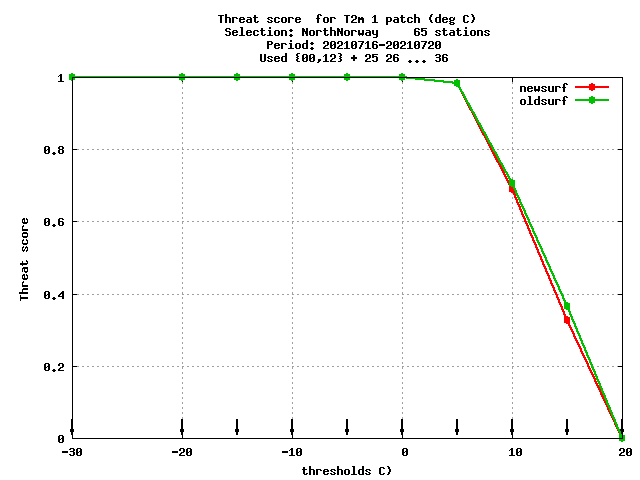 Threat score  for T2m 1 patch (deg C)
Selection: NorthNorway     65 stations
Period: 20210716-20210720
Used {00,12} + 25 26 ... 36
newsurf
oldsurf
1
0.8
0.6
0.4
0.2
0
Threat score
-30
-20
-10
0
10
20
thresholds C)